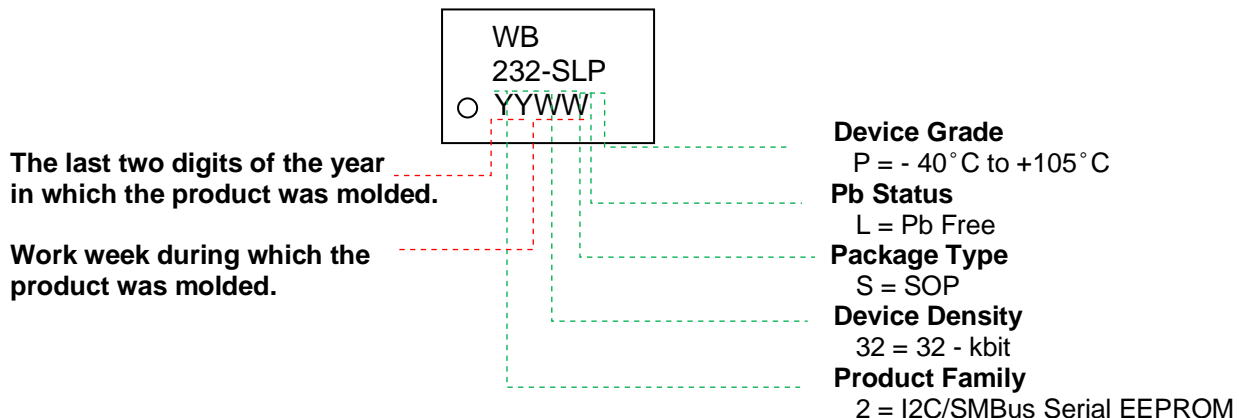 WB
232-SLP
YYWW
The last two digits of the year
in which the product was molded.
Work week during which the
product was molded.
Device Grade
P = - 40°C to +105°C
Pb Status
L = Pb Free
Package Type
S = SOP
Device Density
32 = 32 - kbit
Product Family
2 = I2C/SMBus Serial EEPROM